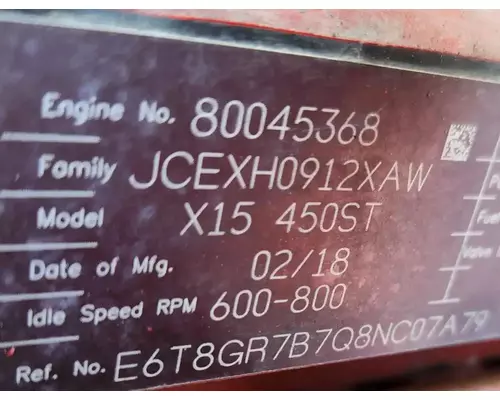 Engine No. 80045368
Family JCEXH0912XAW
Model X15 450ST
Date of Mfg. 02/18
Idle Speed RPM 600-800
Ref. No. E6T8GR7B7Q8NC07A79